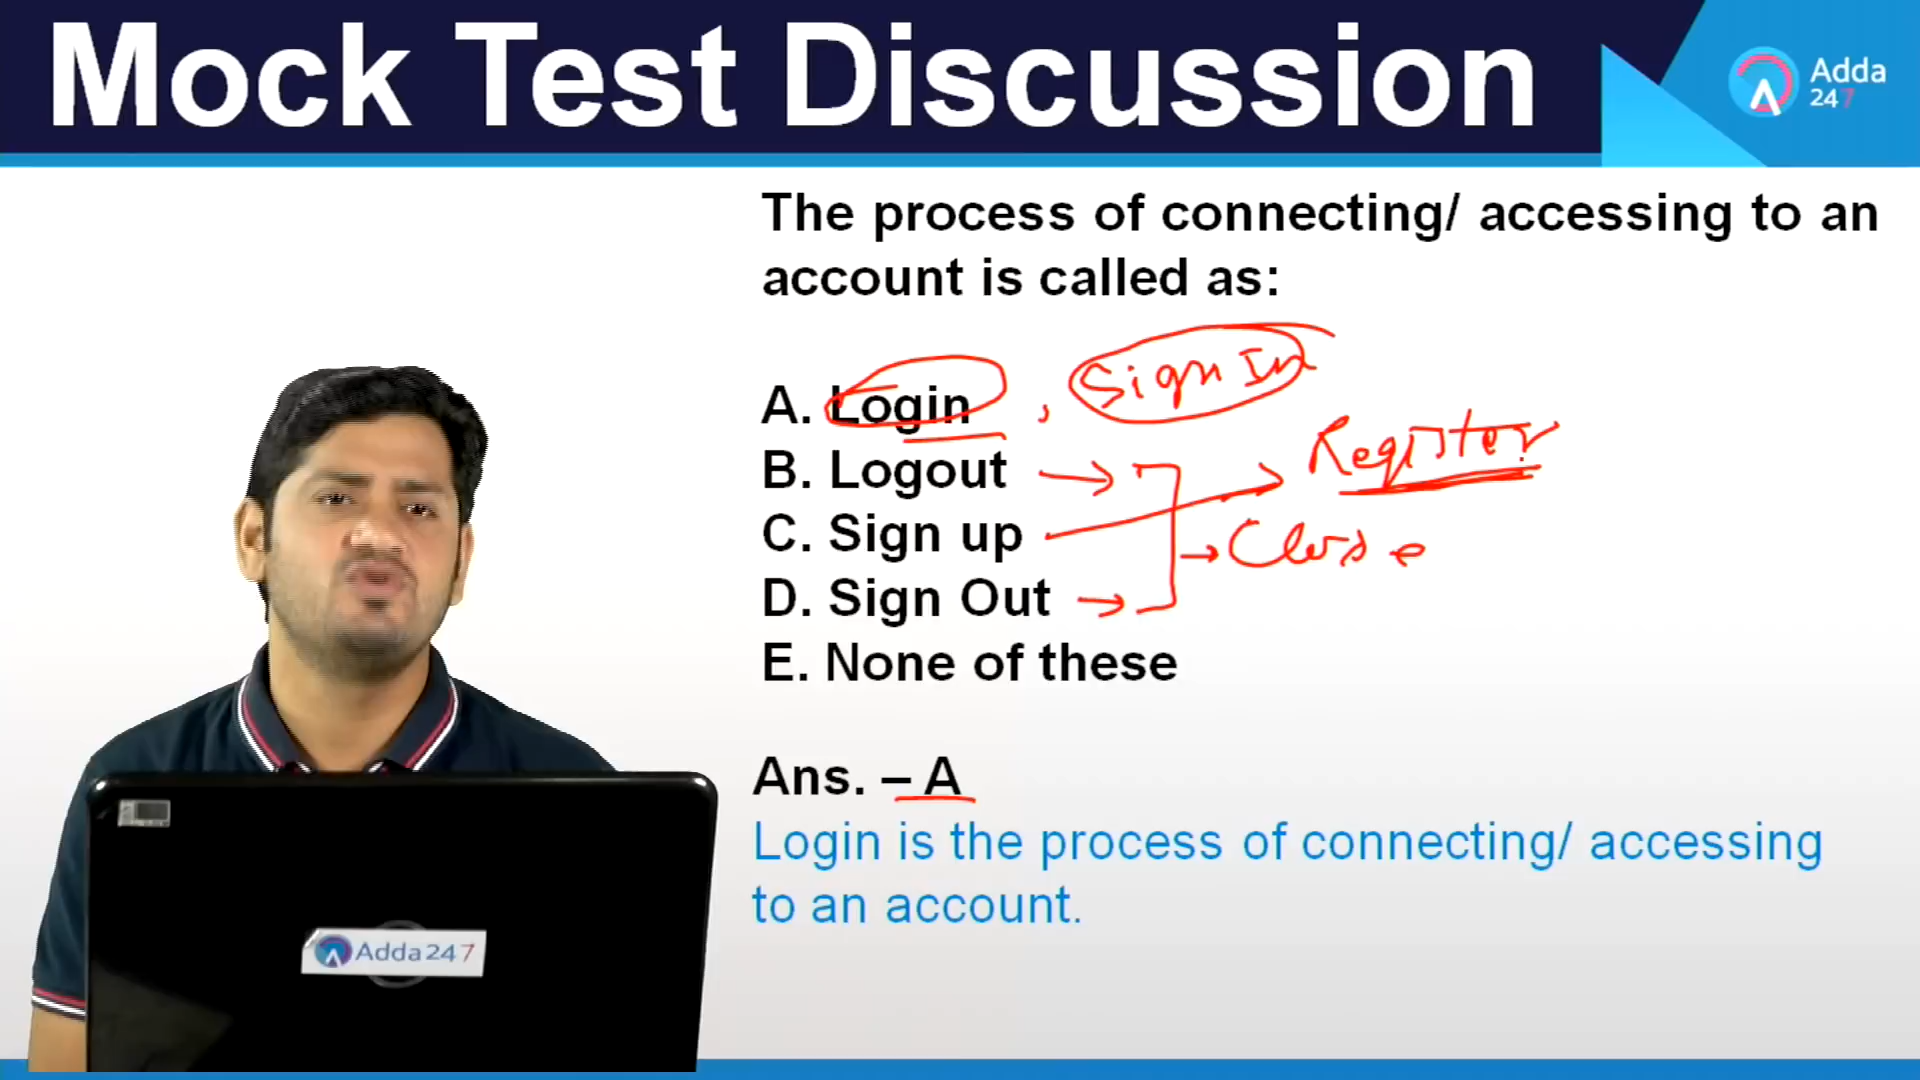 Mock Test Discussion
Adda
247
The process of connecting/ accessing to an
account is called as:
A. Login , Sign In
B. Logout
Register
C. Sign up
Close
D. Sign Out
E. None of these
Ans. – A
Login is the process of connecting/ accessing
to an account.
Adda247